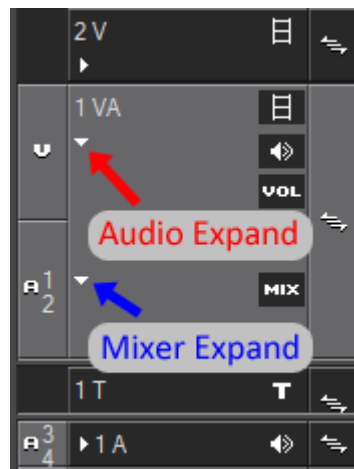 2 V
1 VA
V
VOL
Audio Expand
A 1 2
MIX
Mixer Expand
1 T
T
A 3 4
1 A